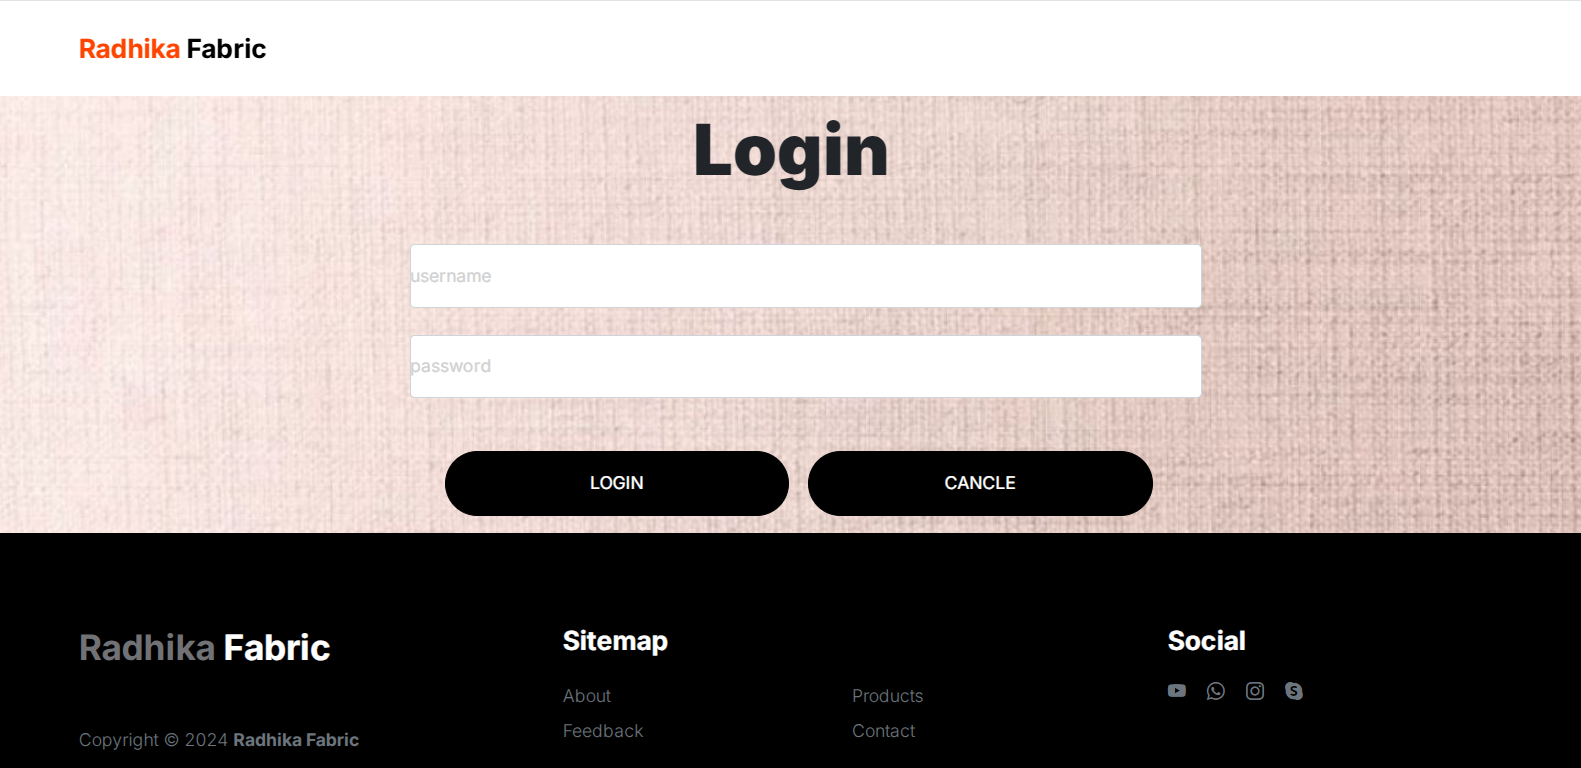 Radhika Fabric
Login
username
password
LOGIN
CANCLE
Radhika Fabric
Copyright © 2024 Radhika Fabric
Sitemap
About
Feedback
Products
Contact
Social